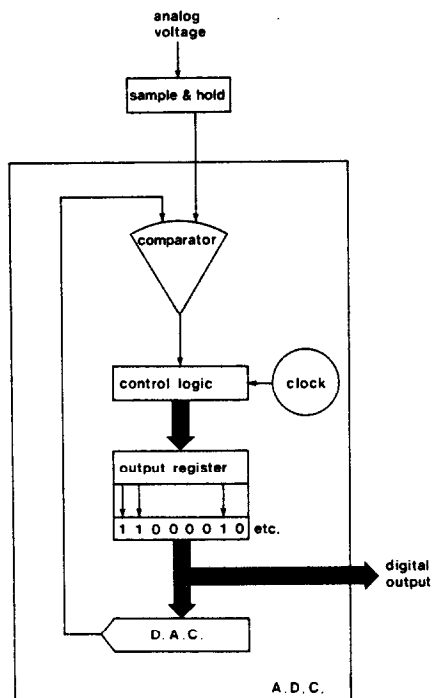 analog
voltage
sample & hold
comparator
control logic
clock
output register
1 1 0 0 0 0 1 0 etc.
digital
output
D.A.C.
A.D.C.